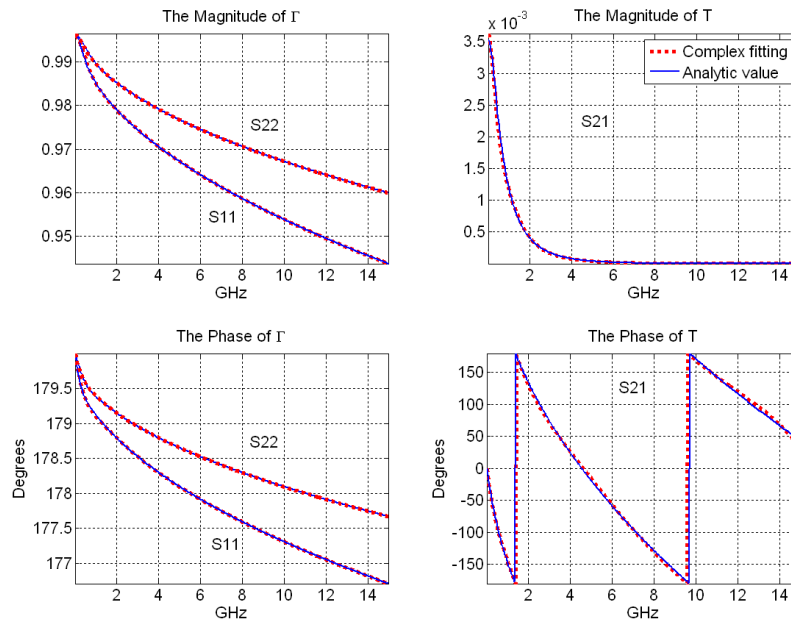 The Magnitude of Γ
0.99
0.98
0.97
0.96
0.95
S22
S11
2 4 6 8 10 12 14
GHz
The Magnitude of T
x 10⁻³
3.5
3
2.5
2
1.5
1
0.5
Complex fitting
Analytic value
S21
2 4 6 8 10 12 14
GHz
The Phase of Γ
Degrees
179.5
179
178.5
178
177.5
177
S22
S11
2 4 6 8 10 12 14
GHz
The Phase of T
Degrees
150
100
50
0
-50
-100
-150
S21
2 4 6 8 10 12 14
GHz